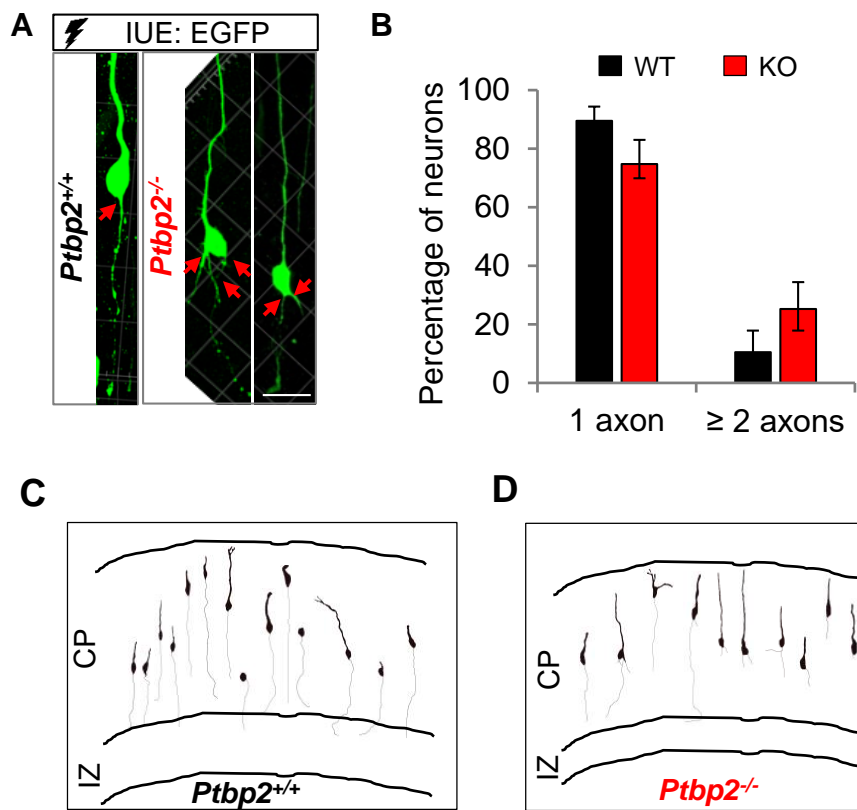 A
IUE: EGFP
Ptbp2+/+
Ptbp2-/-
B
WT KO
Percentage of neurons
100
80
60
40
20
0
1 axon ≥ 2 axons
C
CP
IZ
Ptbp2+/+
D
CP
IZ
Ptbp2-/-